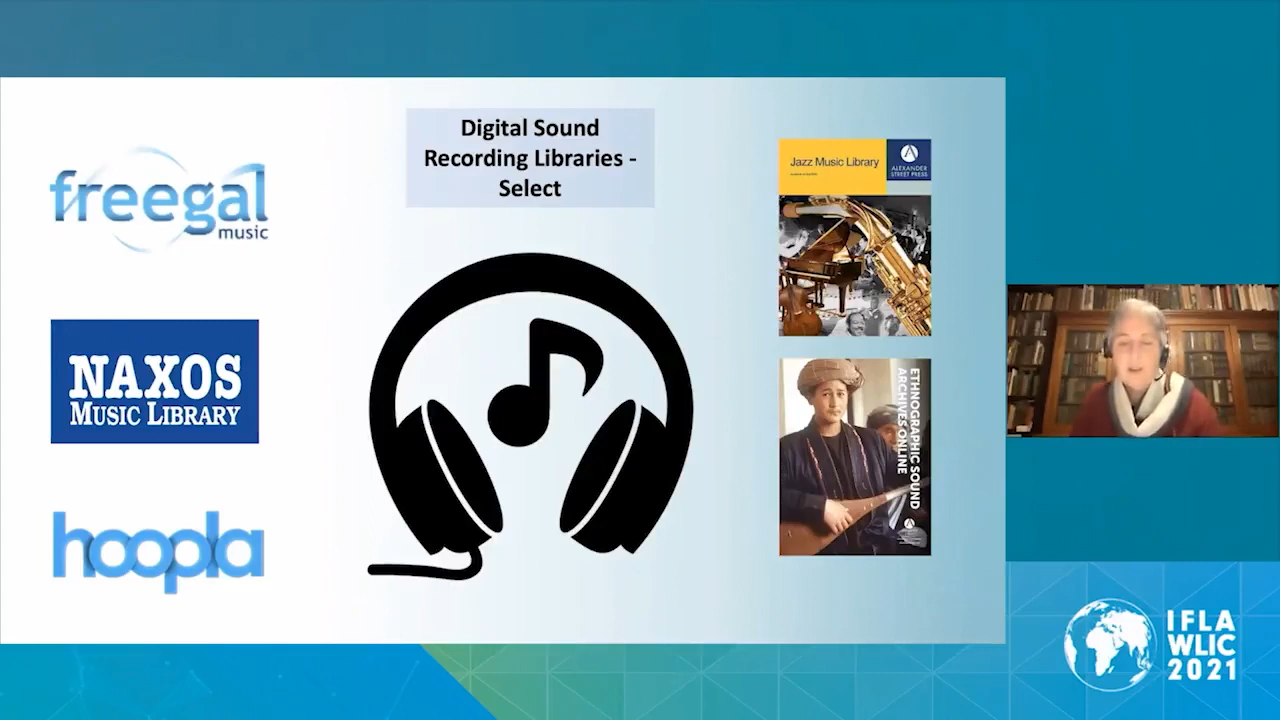 Digital Sound
Recording Libraries -
Select
freegal
music
NAXOS
MUSIC LIBRARY
hoopla
Jazz Music Library
ALEXANDER
STREET PRESS
ETHNOGRAPHIC SOUND
ARCHIVES ONLINE
IFLA
WLIC
2021